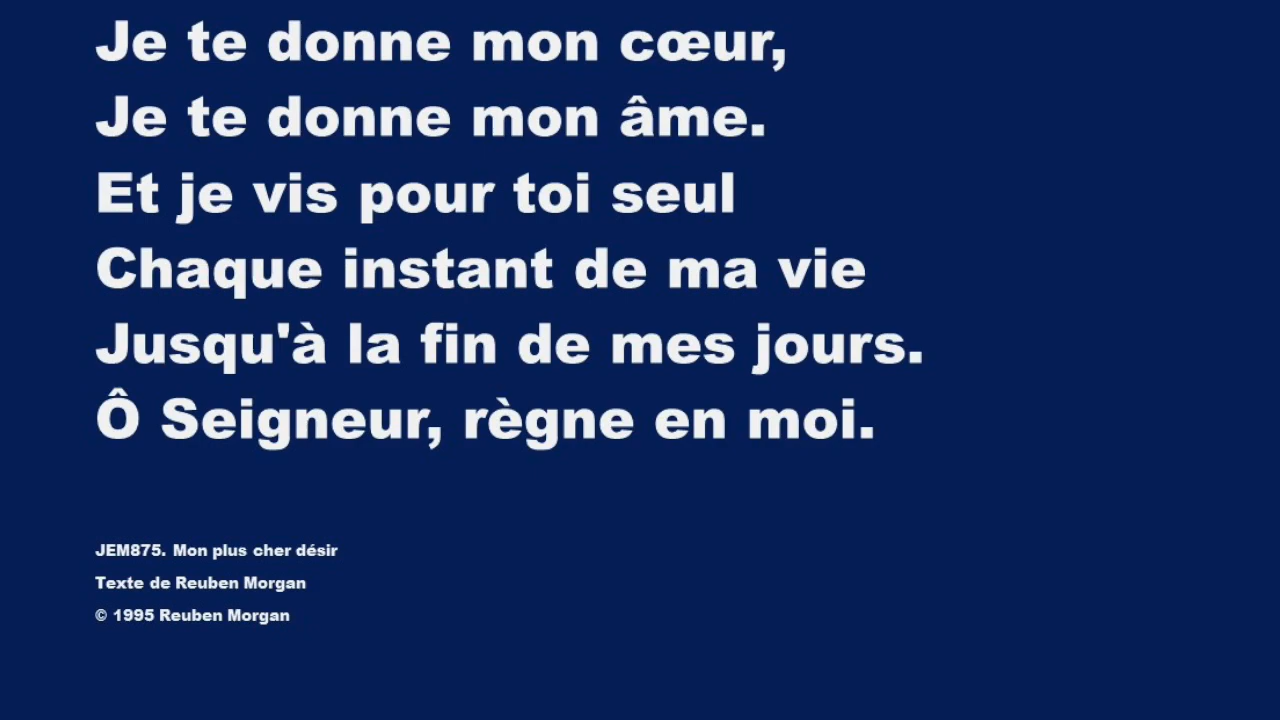 Je te donne mon cœur,
Je te donne mon âme.
Et je vis pour toi seul
Chaque instant de ma vie
Jusqu'à la fin de mes jours.
Ô Seigneur, règne en moi.
JEM875. Mon plus cher désir
Texte de Reuben Morgan
© 1995 Reuben Morgan